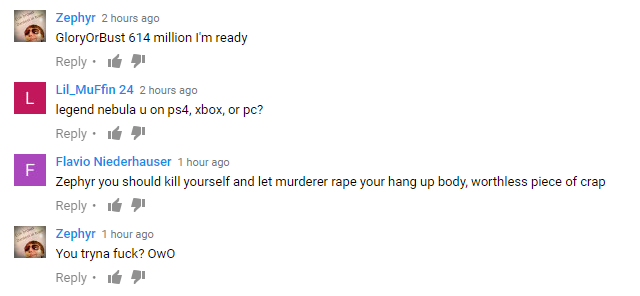 Zephyr 2 hours ago
GloryOrBust 614 million I'm ready
Reply •
L
Lil_MuFfin 24 2 hours ago
legend nebula u on ps4, xbox, or pc?
Reply •
F
Flavio Niederhauser 1 hour ago
Zephyr you should kill yourself and let murderer rape your hang up body, worthless piece of crap
Reply •
Zephyr 1 hour ago
You tryna fuck? OwO
Reply •